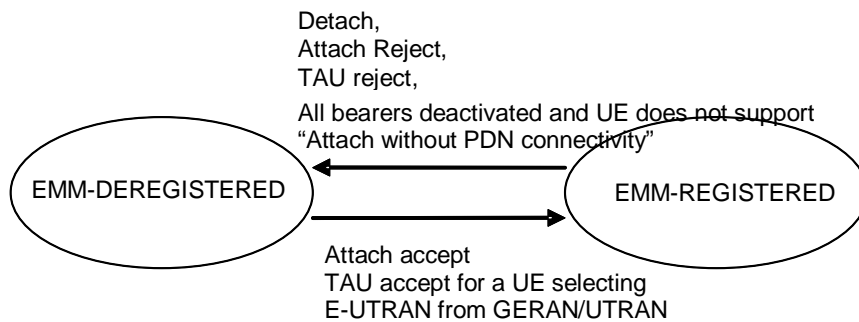 Detach,
Attach Reject,
TAU reject,
All bearers deactivated and UE does not support
“Attach without PDN connectivity”
EMM-DEREGISTERED
EMM-REGISTERED
Attach accept
TAU accept for a UE selecting
E-UTRAN from GERAN/UTRAN